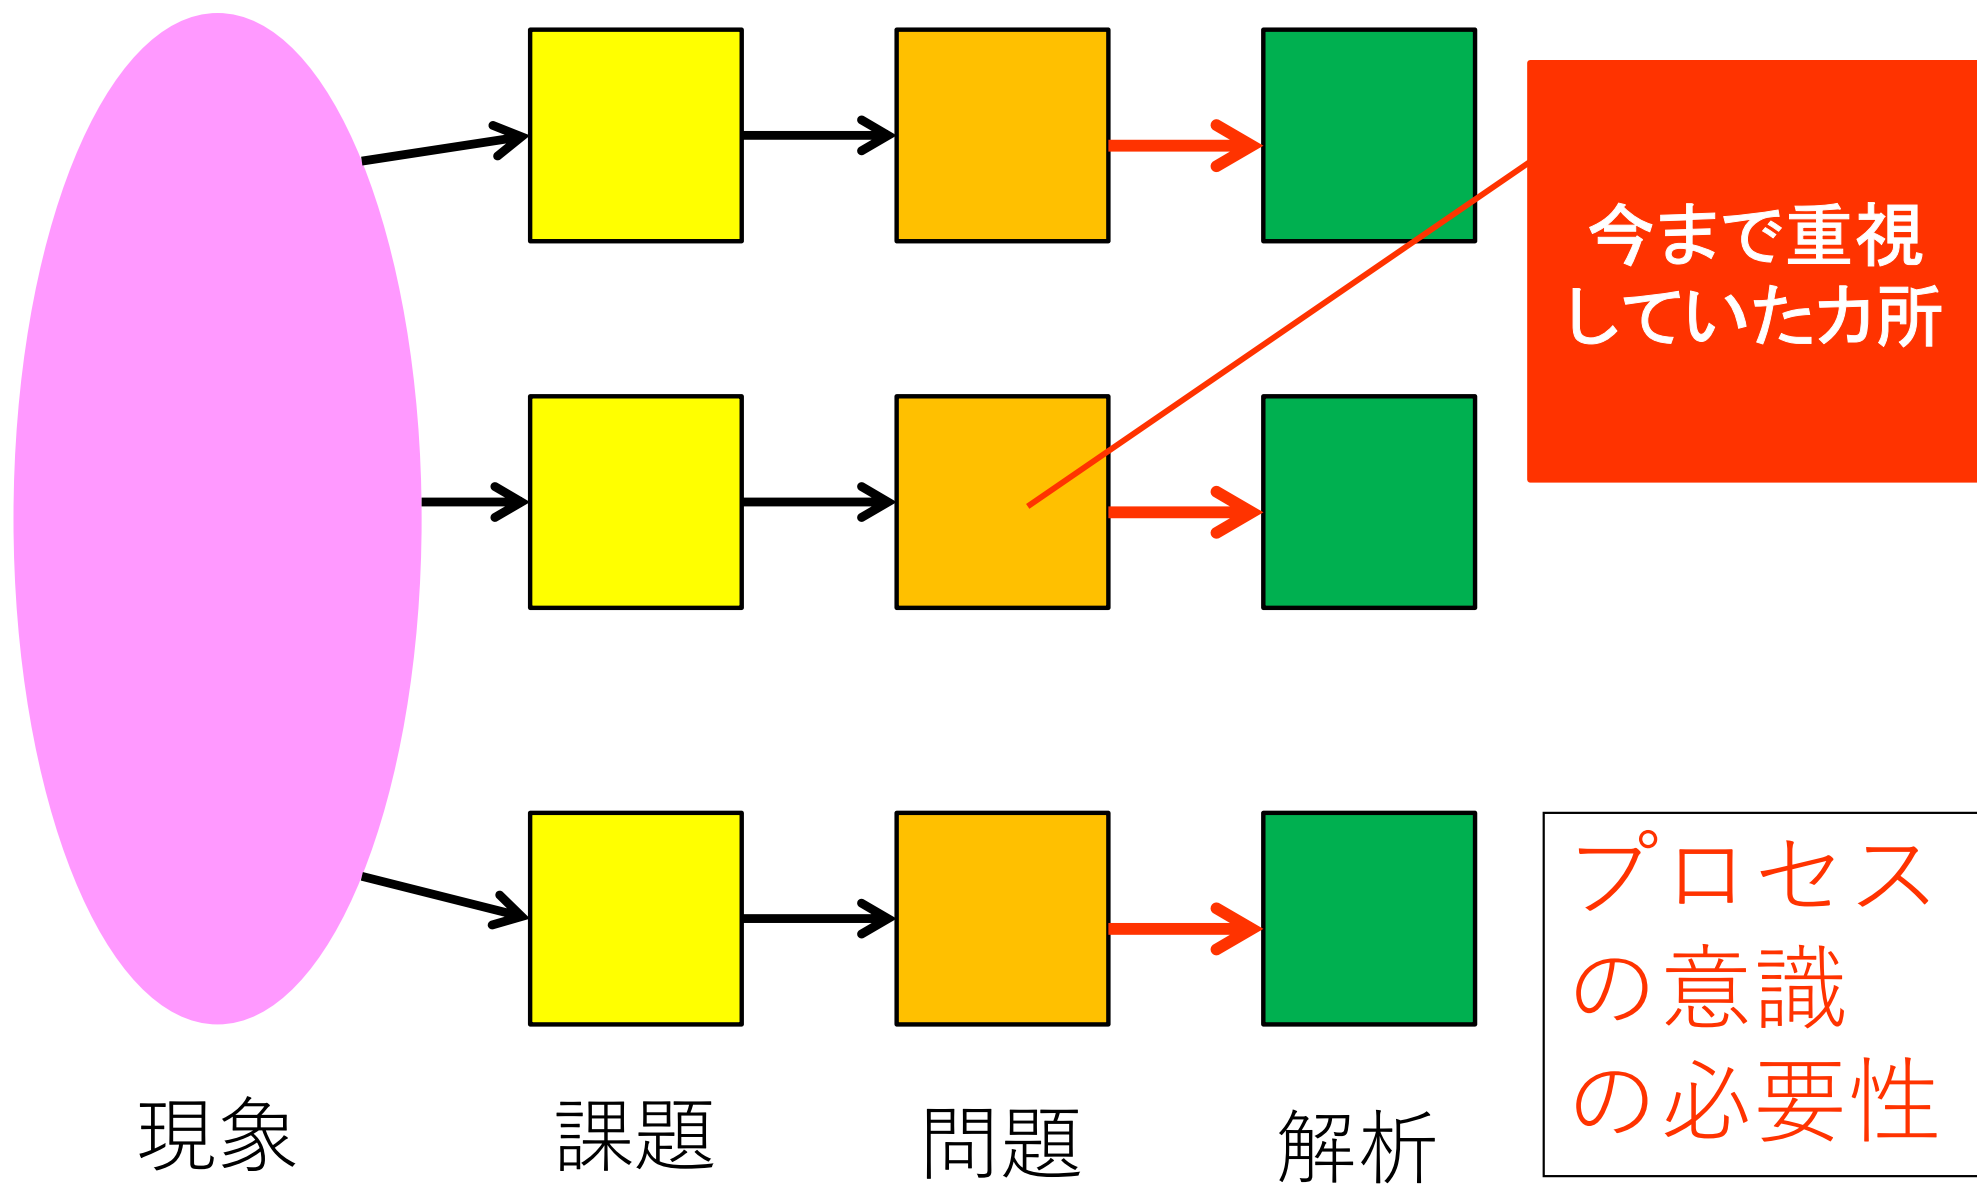 今まで重視
していたカ所
プロセス
の意識
の必要性
現象
課題
問題
解析